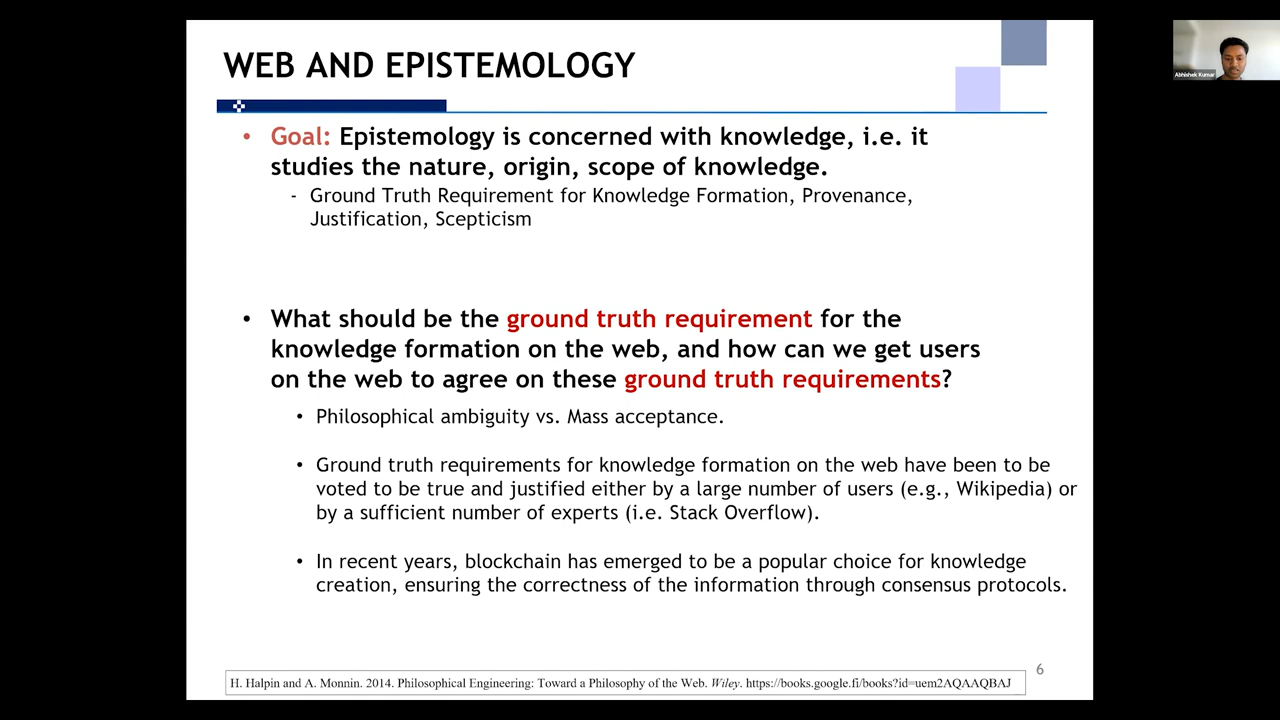 WEB AND EPISTEMOLOGY
Abhishek Kumar
• Goal: Epistemology is concerned with knowledge, i.e. it
studies the nature, origin, scope of knowledge.
- Ground Truth Requirement for Knowledge Formation, Provenance,
Justification, Scepticism
• What should be the ground truth requirement for the
knowledge formation on the web, and how can we get users
on the web to agree on these ground truth requirements?
• Philosophical ambiguity vs. Mass acceptance.
• Ground truth requirements for knowledge formation on the web have been to be
voted to be true and justified either by a large number of users (e.g., Wikipedia) or
by a sufficient number of experts (i.e. Stack Overflow).
• In recent years, blockchain has emerged to be a popular choice for knowledge
creation, ensuring the correctness of the information through consensus protocols.
6
H. Halpin and A. Monnin. 2014. Philosophical Engineering: Toward a Philosophy of the Web. Wiley. https://books.google.fi/books?id=uem2AQAAQBAJ